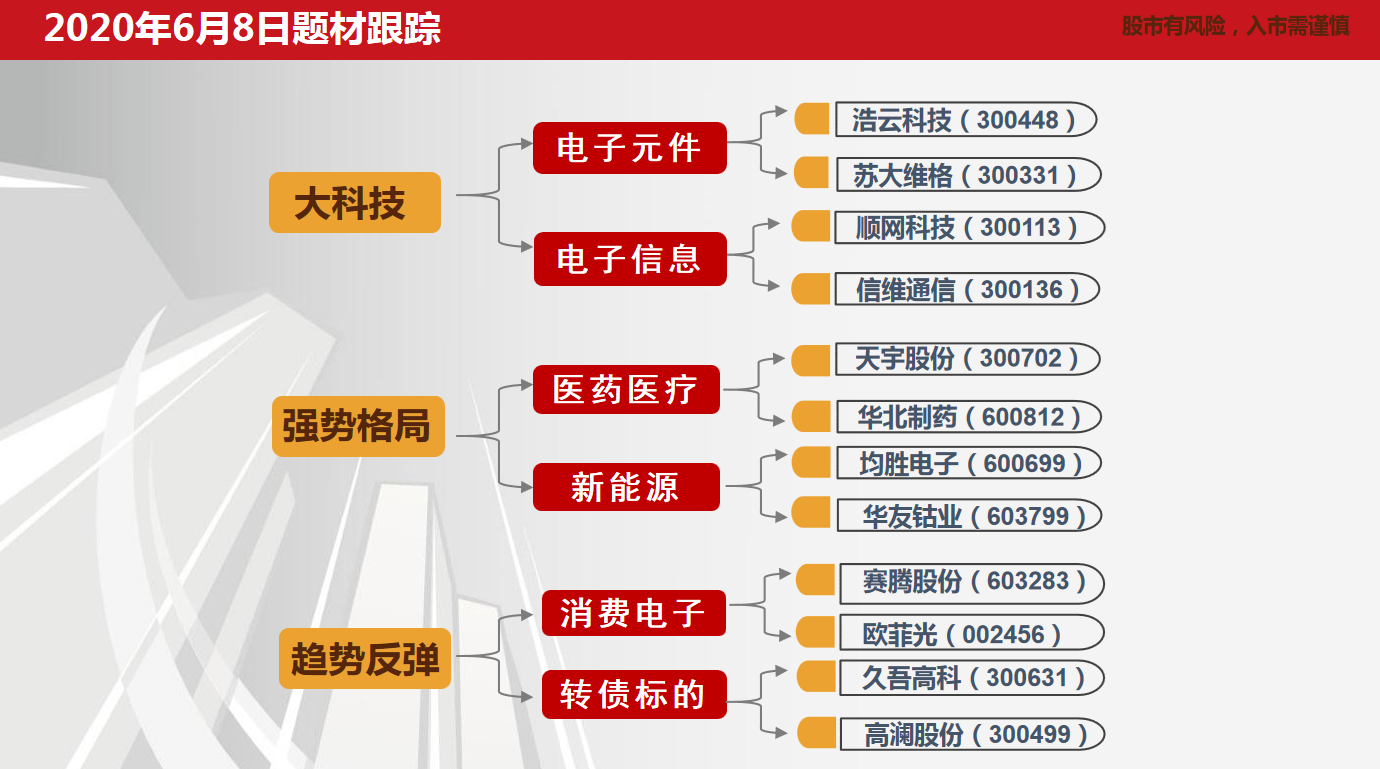 2020年6月8日题材跟踪
股市有风险，入市需谨慎
大科技
电子元件
浩云科技（300448）
苏大维格（300331）
电子信息
顺网科技（300113）
信维通信（300136）
强势格局
医药医疗
天宇股份（300702）
华北制药（600812）
新能源
均胜电子（600699）
华友钴业（603799）
趋势反弹
消费电子
赛腾股份（603283）
欧菲光（002456）
转债标的
久吾高科（300631）
高澜股份（300499）